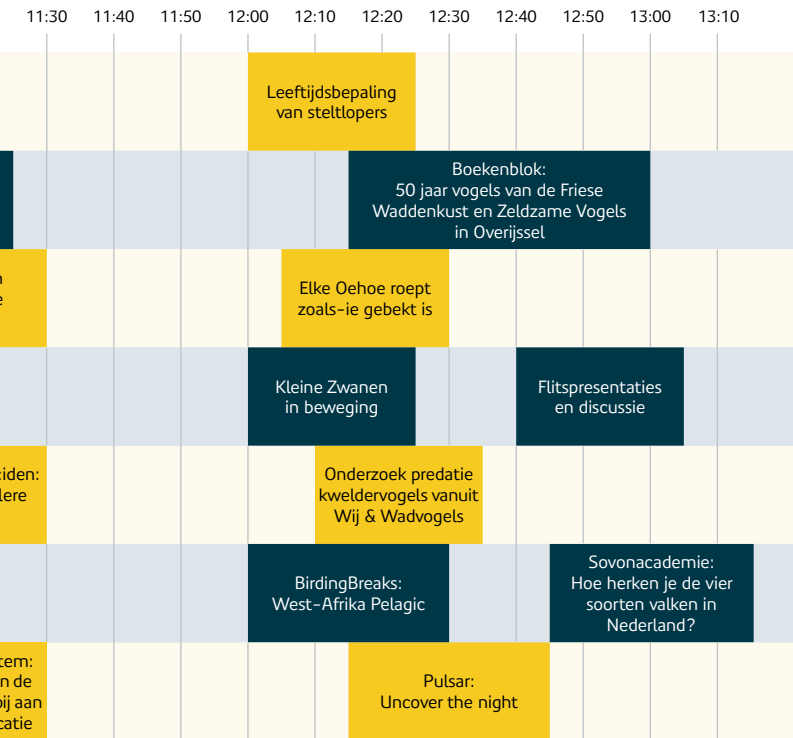 11:30 11:40 11:50 12:00 12:10 12:20 12:30 12:40 12:50 13:00 13:10
Leeftijdsbepaling
van steltlopers
Boekenblok:
50 jaar vogels van de Friese
Waddenkust en Zeldzame Vogels
in Overijssel
Elke Oehoe roept
zoals-ie gebekt is
Kleine Zwanen
in beweging
Flitspresentaties
en discussie
Onderzoek predatie
kweldervogels vanuit
Wij & Wadvogels
BirdingBreaks:
West-Afrika Pelagic
Sovonacademie:
Hoe herken je de vier
soorten valken in
Nederland?
de
aan
Pulsar:
Uncover the night